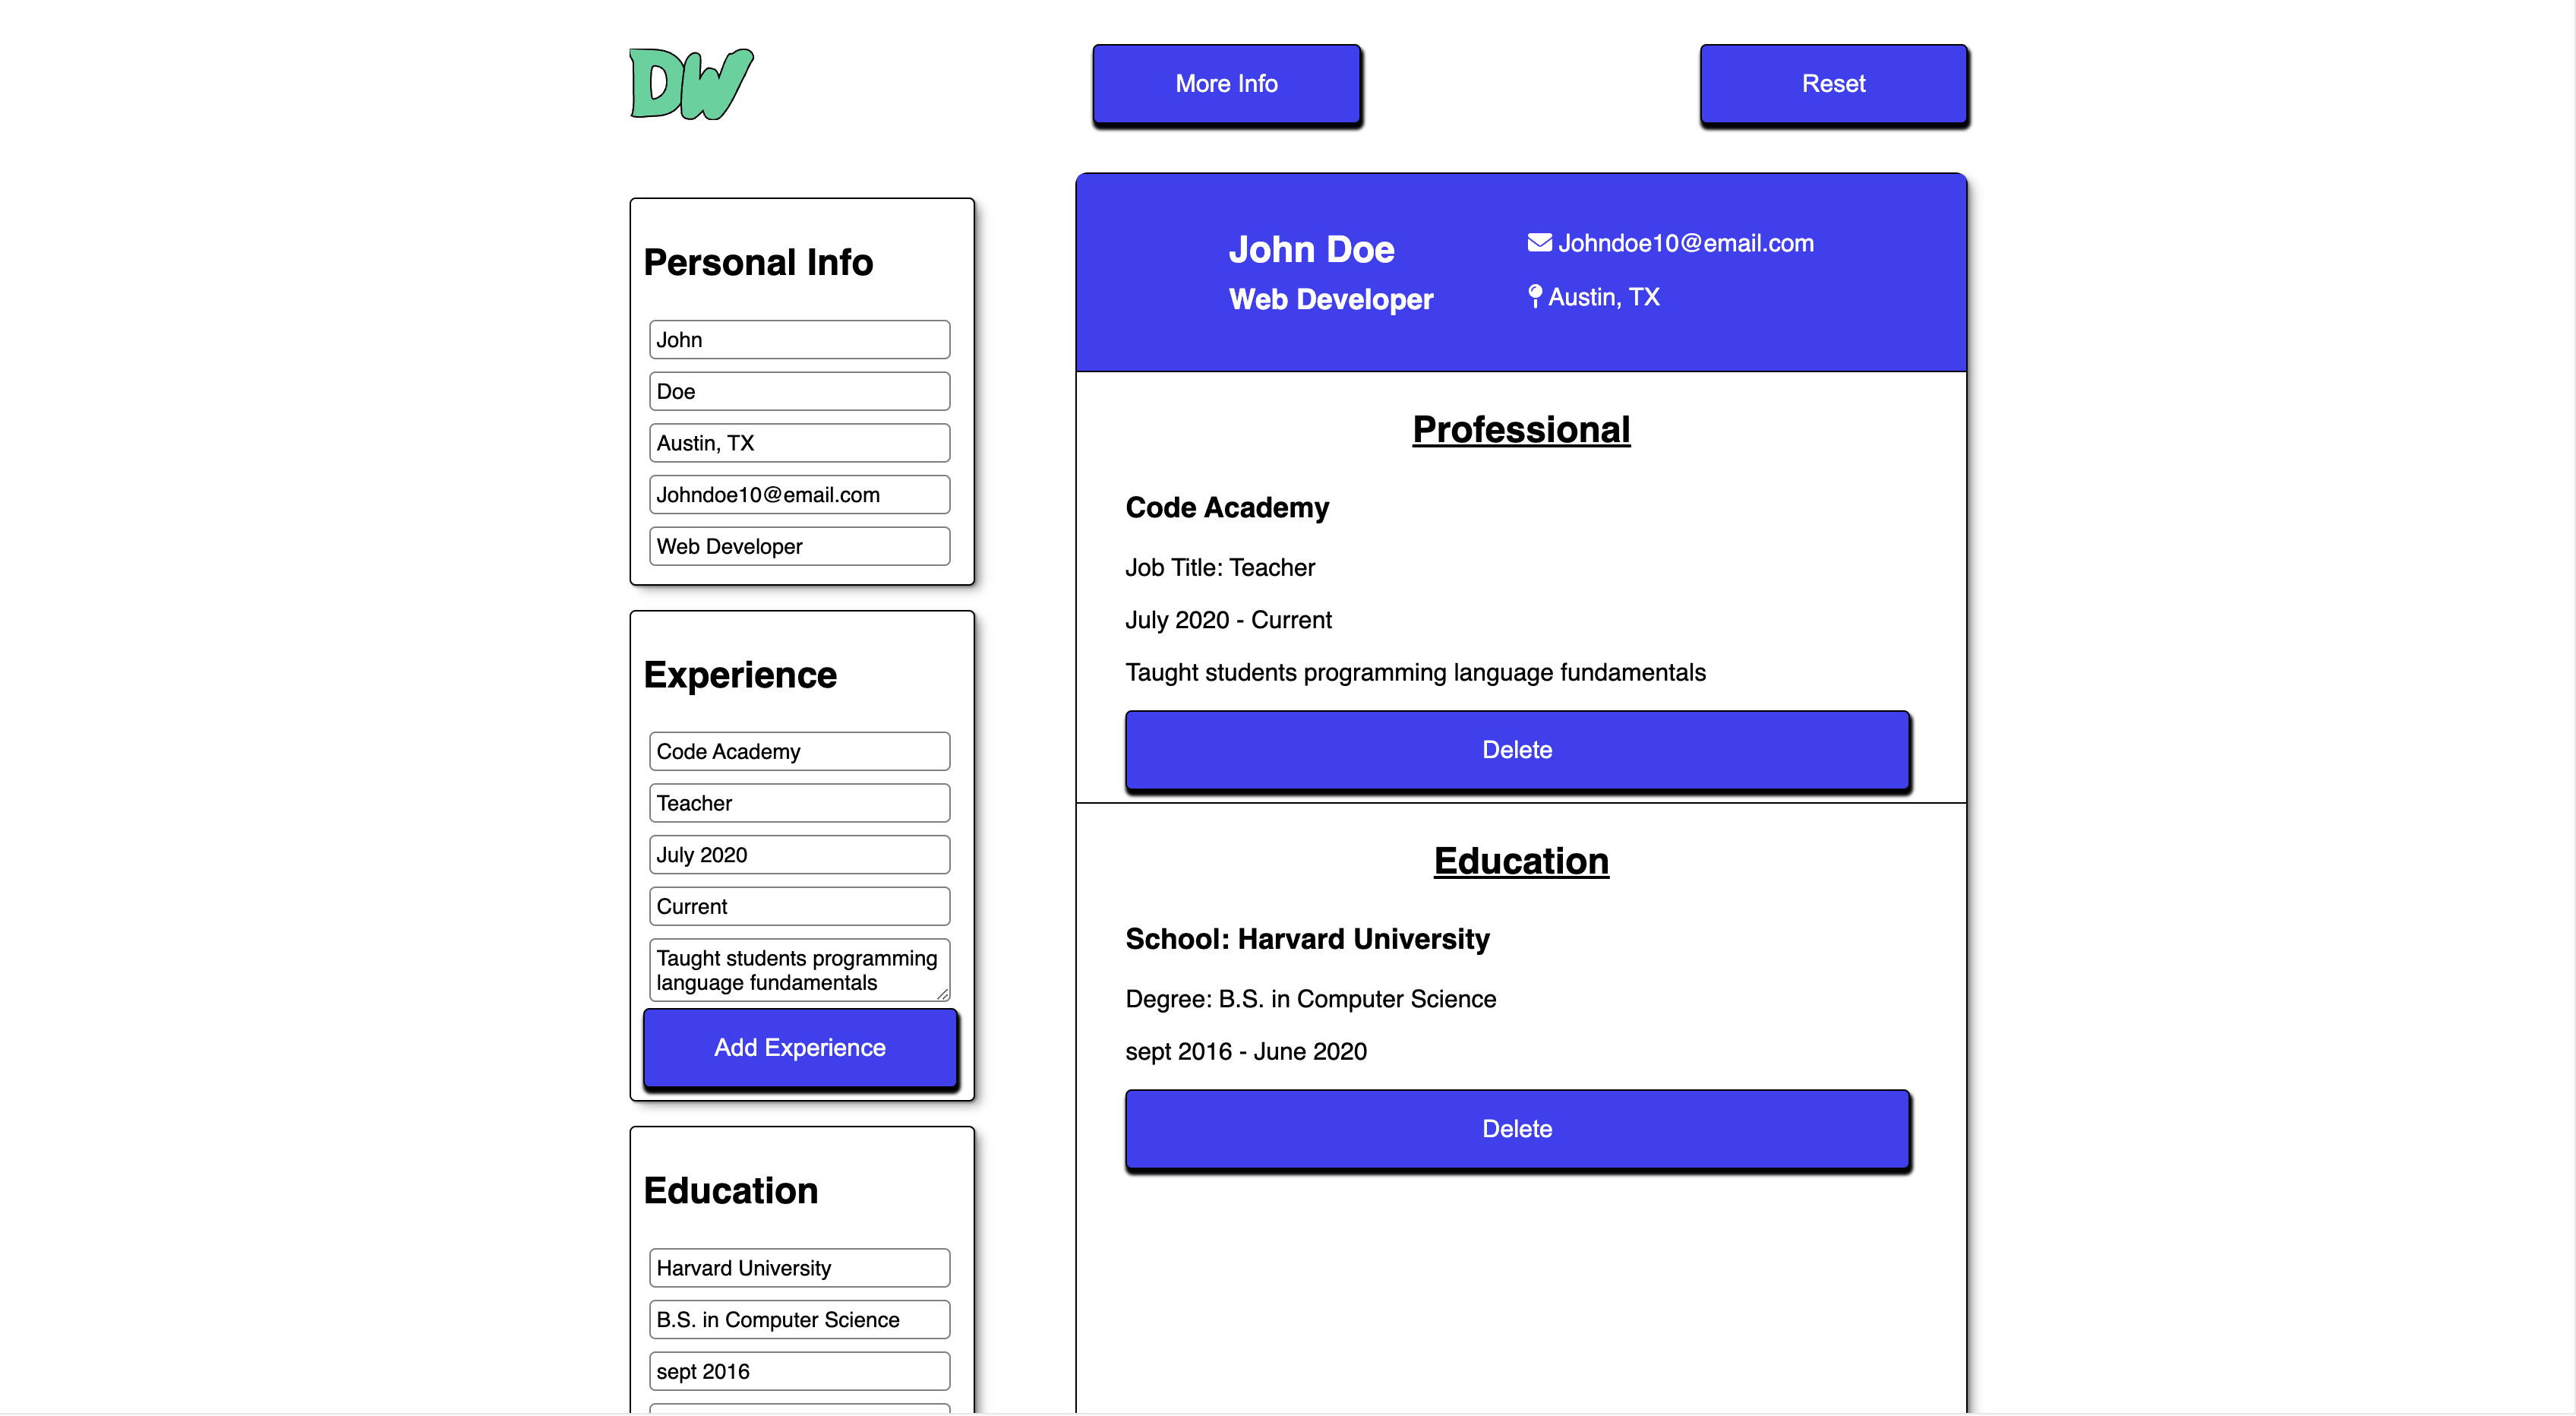 DW
More Info
Reset
Personal Info
John
Doe
Austin, TX
Johndoe10@email.com
Web Developer
Experience
Code Academy
Teacher
July 2020
Current
Taught students programming
language fundamentals
Add Experience
Education
Harvard University
B.S. in Computer Science
sept 2016
John Doe
Web Developer
Johndoe10@email.com
Austin, TX
Professional
Code Academy
Job Title: Teacher
July 2020 - Current
Taught students programming language fundamentals
Delete
Education
School: Harvard University
Degree: B.S. in Computer Science
sept 2016 - June 2020
Delete